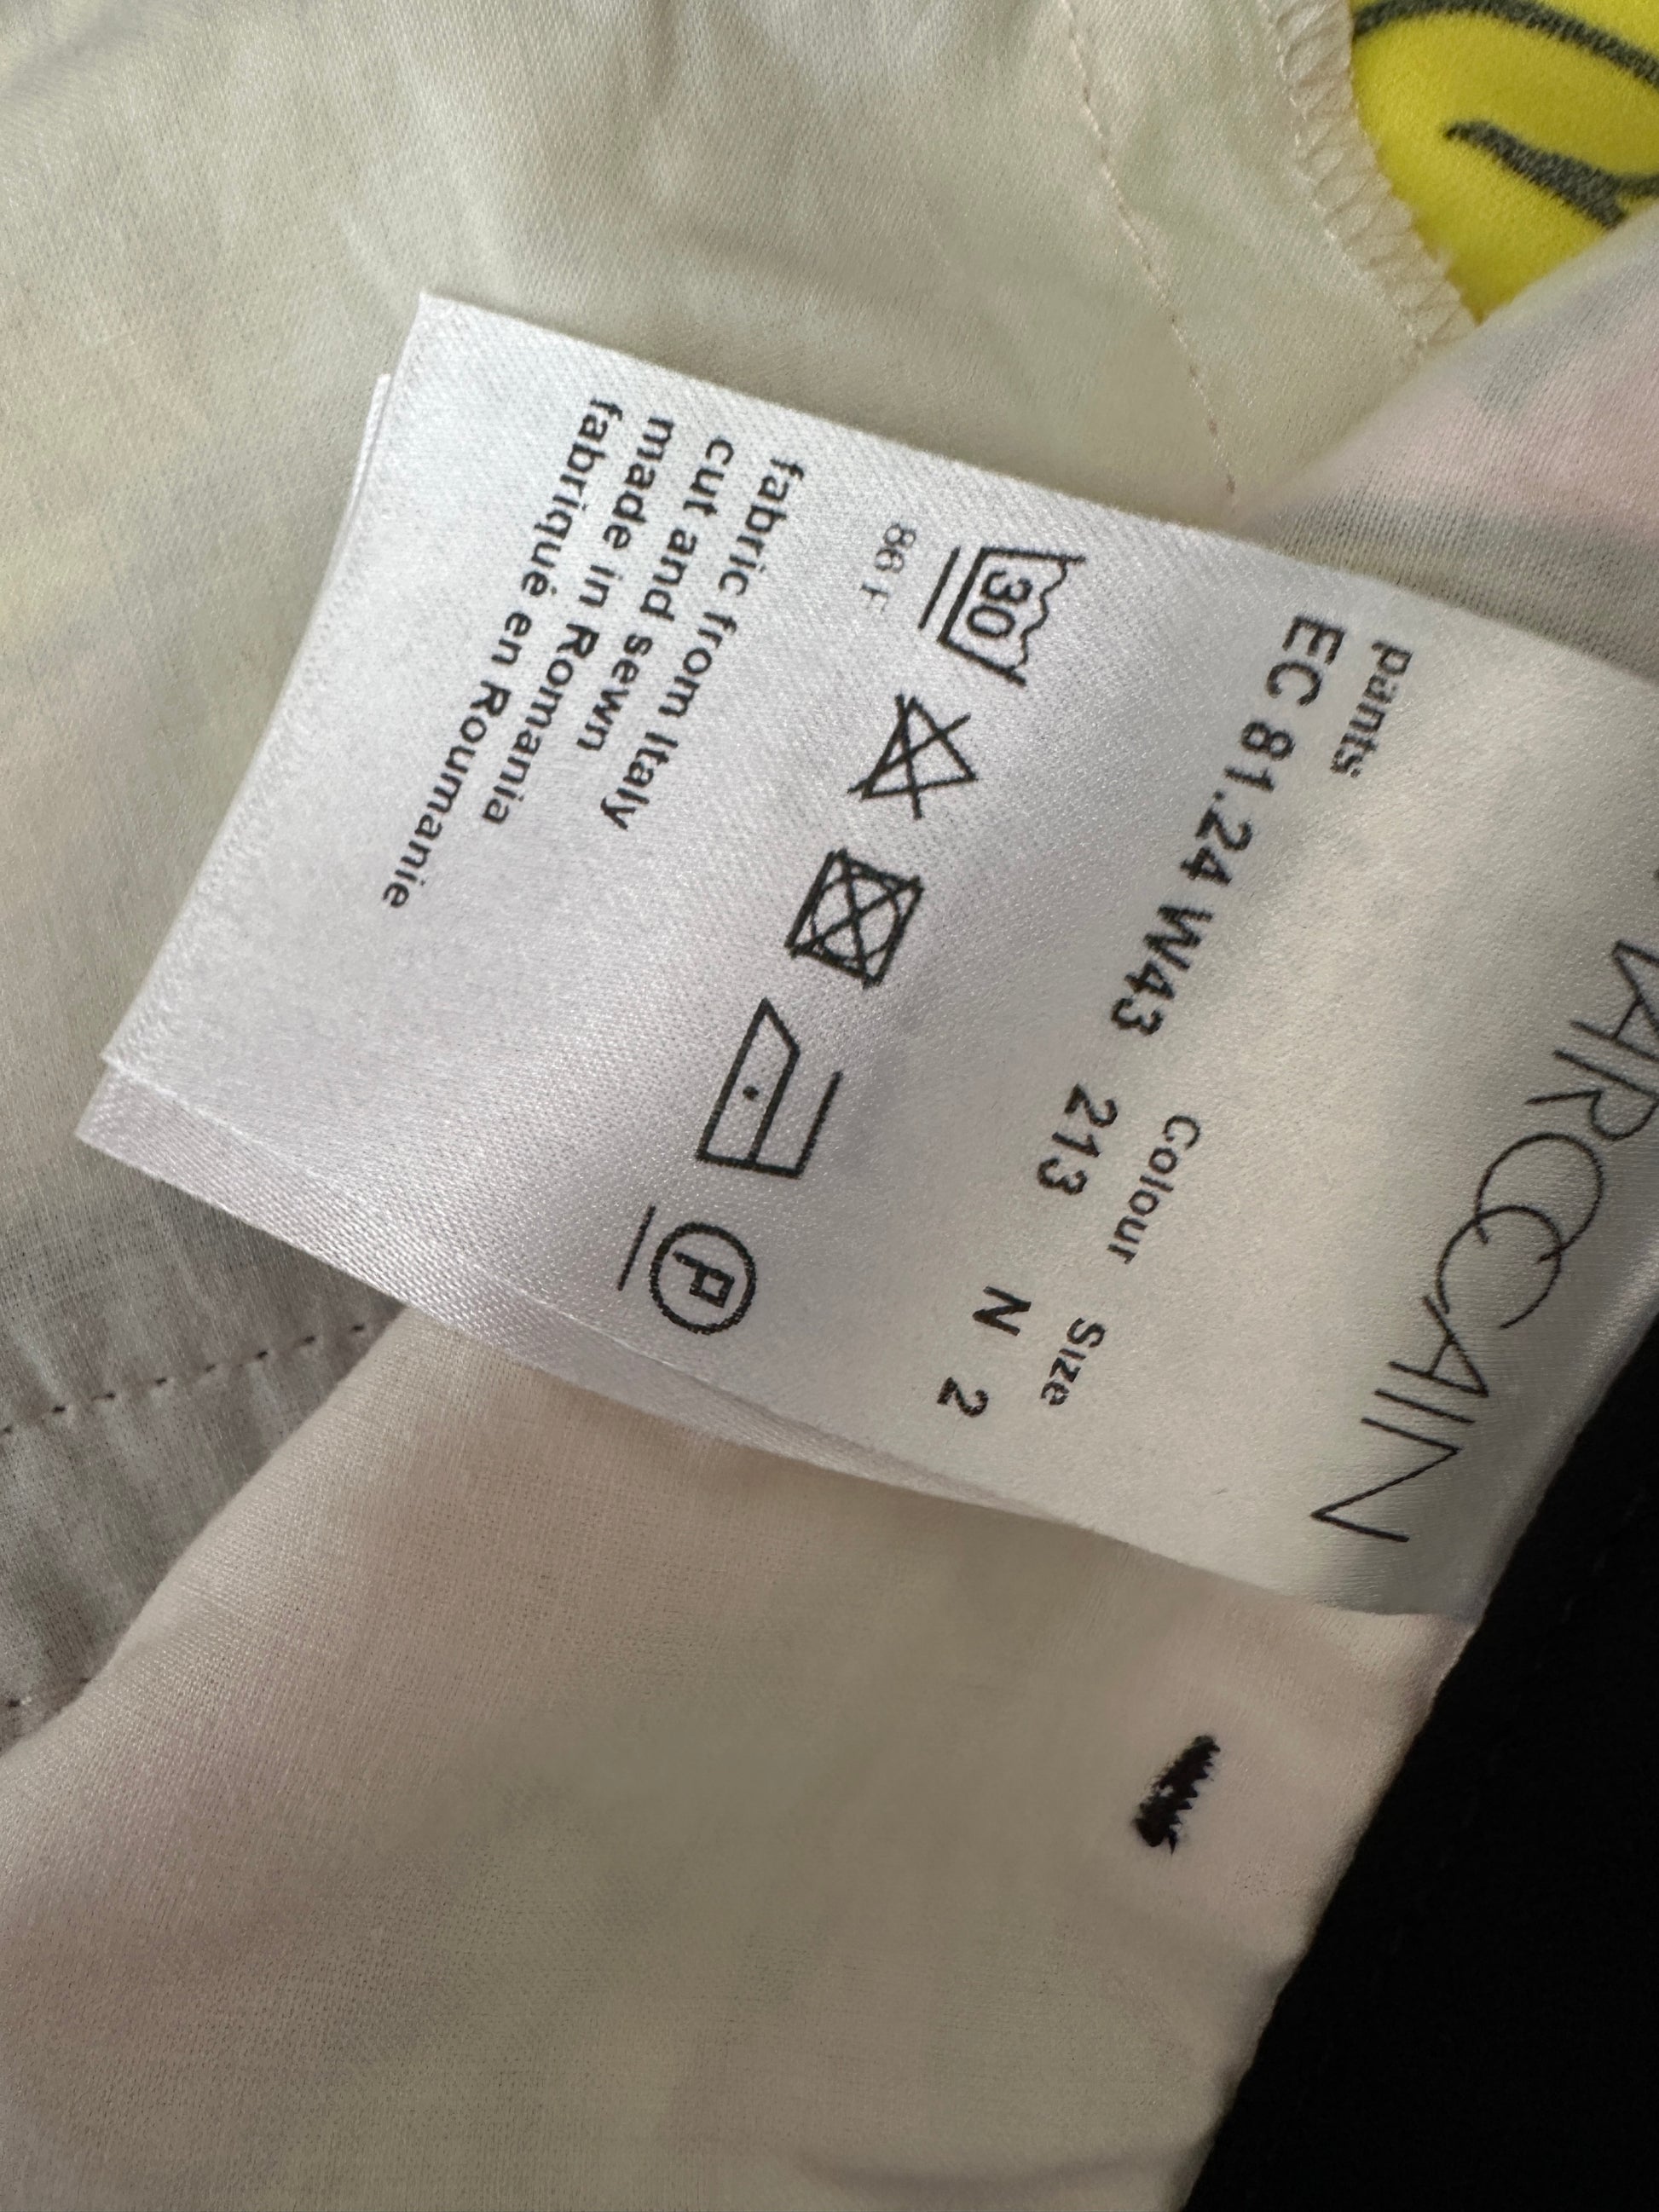 MARCCAIN
pants
Colour
Size
EC 81.24 W43 213 N 2
30
P
86 F
fabric from Italy
cut and sewn
made in Romania
fabriqué en Roumanie